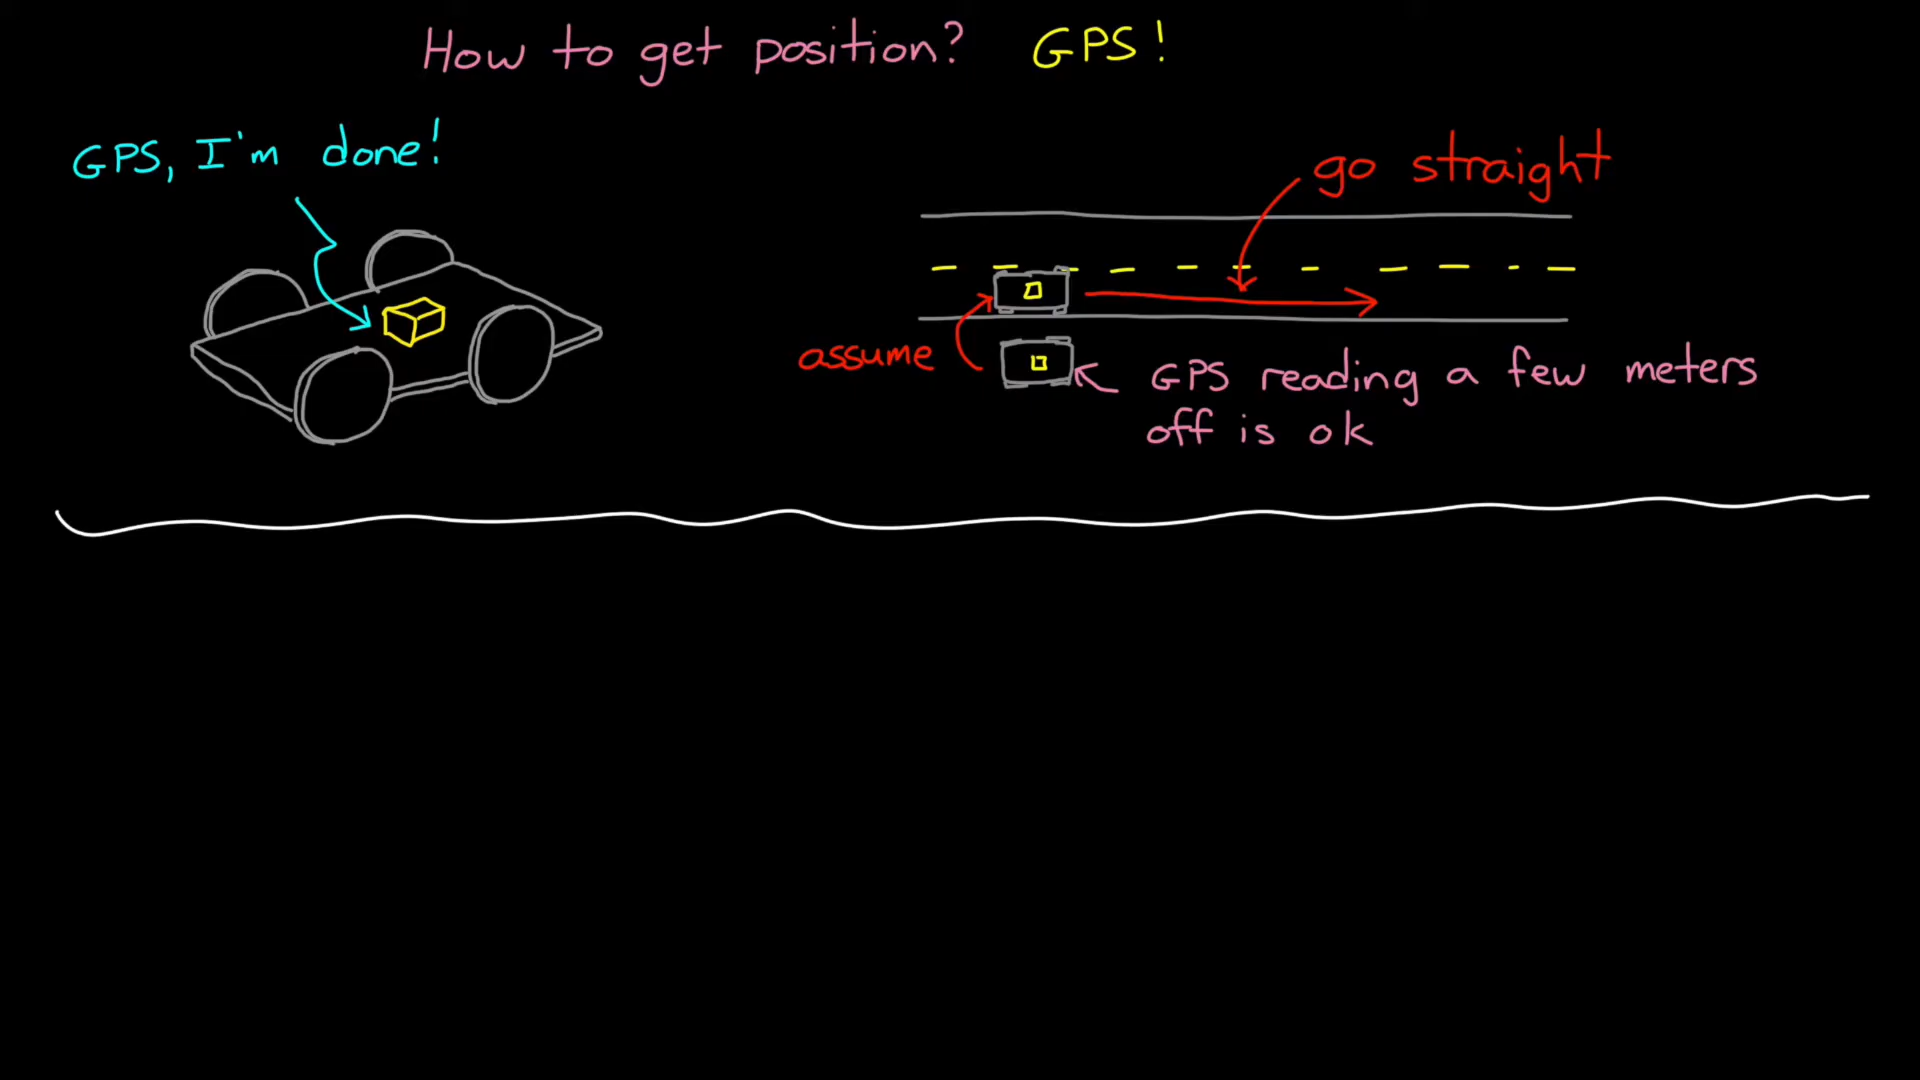 How to get position? GPS!
GPS, I'm done!
go straight
assume
GPS reading a few meters
off is ok